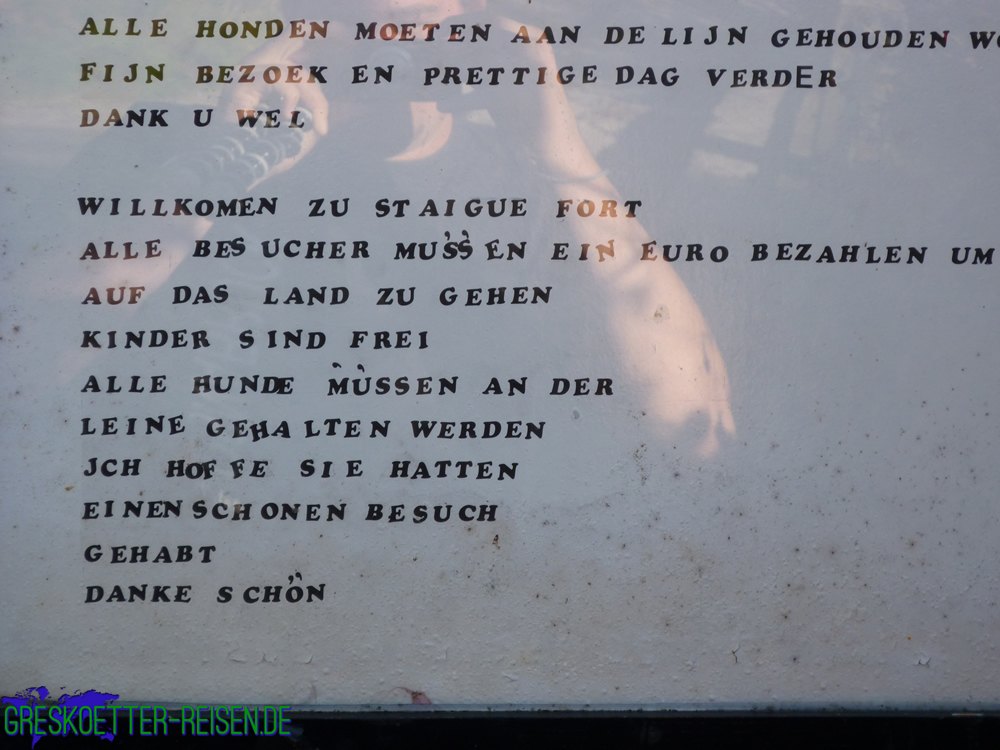 ALLE HONDEN MOETEN AAN DE LIJN GEHOUDEN
FIJN BEZOEK EN PRETTIGE DAG VERDER
DANK U WEL
WILLKOMEN ZU STAIGUE FORT
ALLE BESUCHER MUSSEN EIN EURO BEZAHLEN UM
AUF DAS LAND ZU GEHEN
KINDER SIND FREI
ALLE HUNDE MÜSSEN AN DER
LEINE GEHALTEN WERDEN
JCH HOFFE SIE HATTEN
EINEN SCHONEN BESUCH
GEHABT
DANKE SCHÖN
GRESKOETTER-REISEN.DE